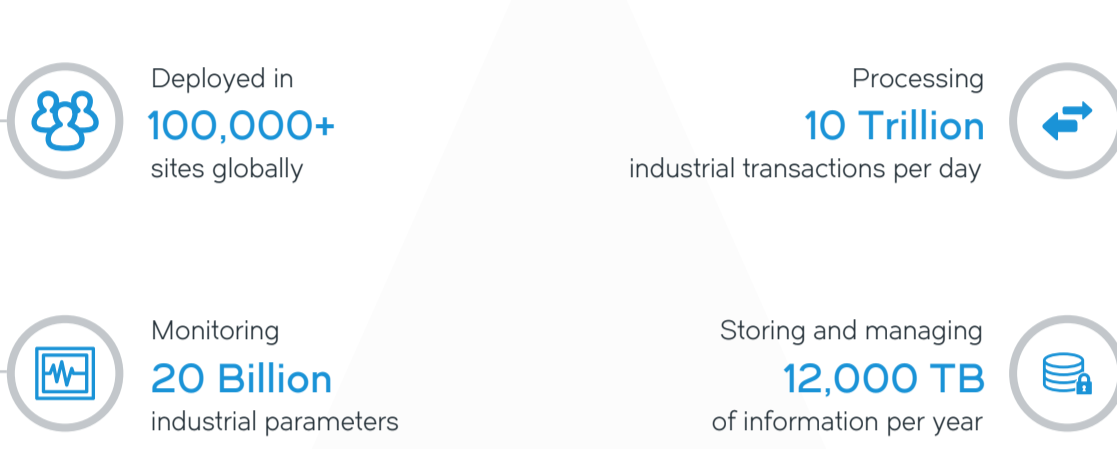 Deployed in
100,000+
sites globally
Processing
10 Trillion
industrial transactions per day
Monitoring
20 Billion
industrial parameters
Storing and managing
12,000 TB
of information per year